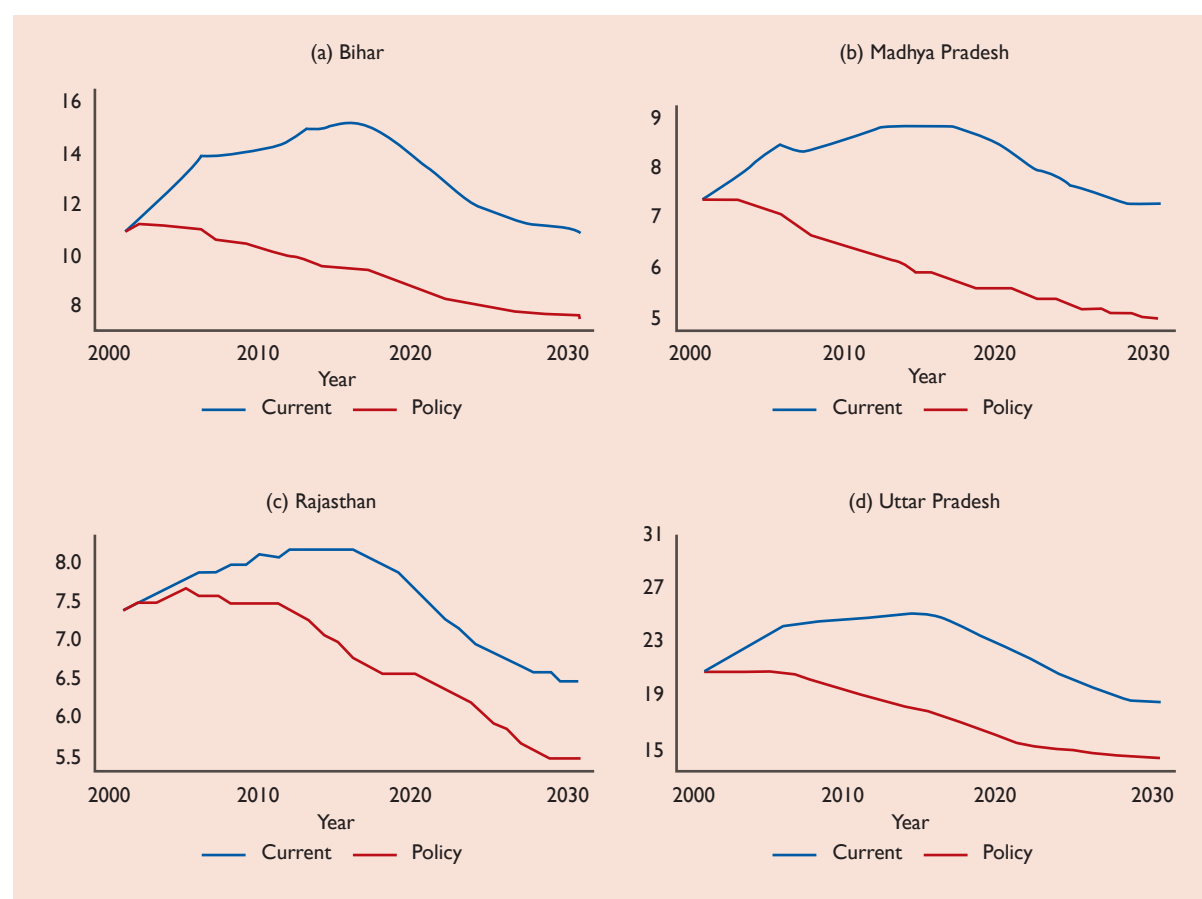 (a) Bihar
16
14
12
10
8
2000 2010 2020 2030
Year
Current Policy
(b) Madhya Pradesh
9
8
7
6
5
2000 2010 2020 2030
Year
Current Policy
(c) Rajasthan
8.0
7.5
7.0
6.5
6.0
5.5
2000 2010 2020 2030
Year
Current Policy
(d) Uttar Pradesh
31
27
23
19
15
2000 2010 2020 2030
Year
Current Policy